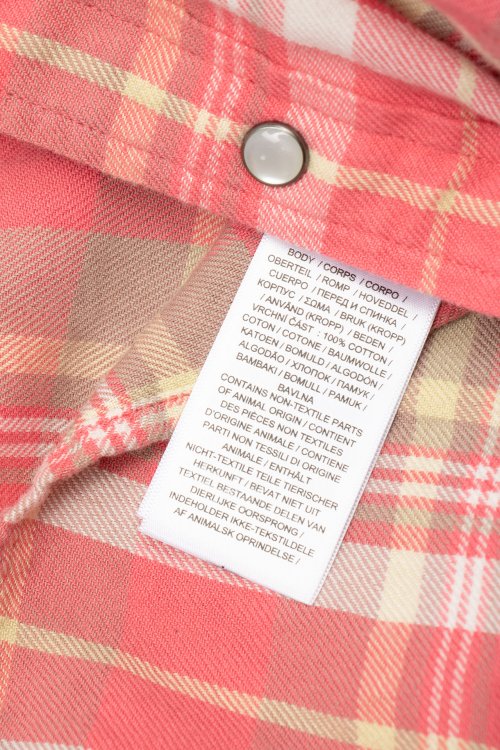 BODY / CORPS / CORPO /
OBERTEIL / ROMP / HOVEDDEL /
CUERPO / ПЕРЕД И СПИНКА /
КОРПУС / ΣΩΜΑ / BRUK (KROPP)
/ ANVÄND (KROPP) / BEDEN /
VRCHNÍ ČÁST : 100% COTTON /
COTON / COTONE / BAUMWOLLE /
KATOEN / BOMULD / ALGODÓN /
ALGODÃO / ХЛОПОК / ПАМУК /
ΒΑΜΒΑΚΙ / BOMULL / PAMUK /
BAVLNA
CONTAINS NON-TEXTILE PARTS
OF ANIMAL ORIGIN / CONTIENT
DES PIÈCES NON TEXTILES
D'ORIGINE ANIMALE / CONTIENE
PARTI NON TESSILI DI ORIGINE
ANIMALE / ENTHÄLT
NICHT-TEXTILE TEILE TIERISCHER
HERKUNFT / BEVAT NIET UIT
TEXTIEL BESTAANDE DELEN VAN
DIERLIJKE OORSPRONG /
INDEHOLDER IKKE-TEKSTILDELE
AF ANIMALSK OPRINDELSE /